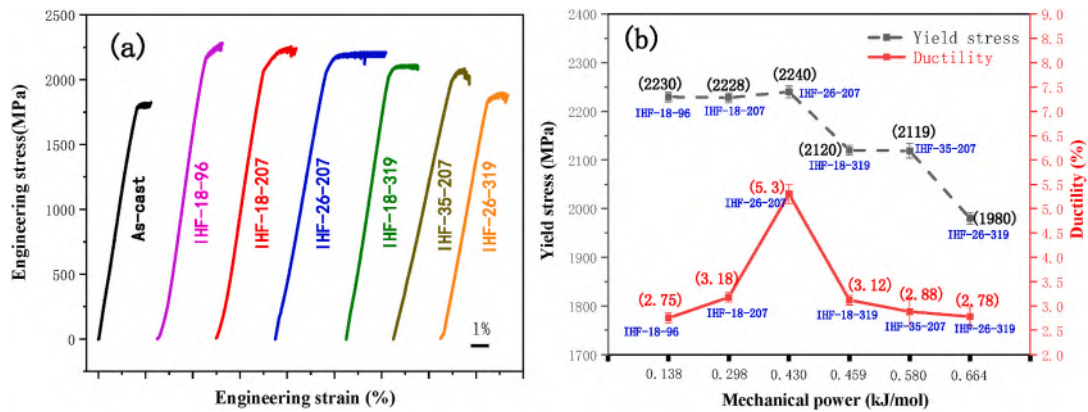 2500
2000
1500
1000
500
0
Engineering stress(MPa)
(a)
As-cast
IHF-18-96
IHF-18-207
IHF-26-207
IHF-18-319
IHF-35-207
IHF-26-319
1%
Engineering strain (%)
2400
2300
2200
2100
2000
1900
1800
1700
Yield stress (MPa)
(b)
Yield stress
Ductility
(2230)
IHF-18-96
(2228)
IHF-18-207
(2240)
IHF-26-207
(2120)
IHF-18-319
(2119)
IHF-35-207
(1980)
IHF-26-319
(2.75)
IHF-18-96
(3.18)
IHF-18-207
(5.3)
IHF-26-207
(3.12)
IHF-18-319
(2.88)
IHF-35-207
(2.78)
IHF-26-319
0.138 0.298 0.430 0.459 0.580 0.664
Mechanical power (kJ/mol)
9.0
8.5
8.0
7.5
7.0
6.5
6.0
5.5
5.0
4.5
4.0
3.5
3.0
2.5
2.0
Ductility (%)